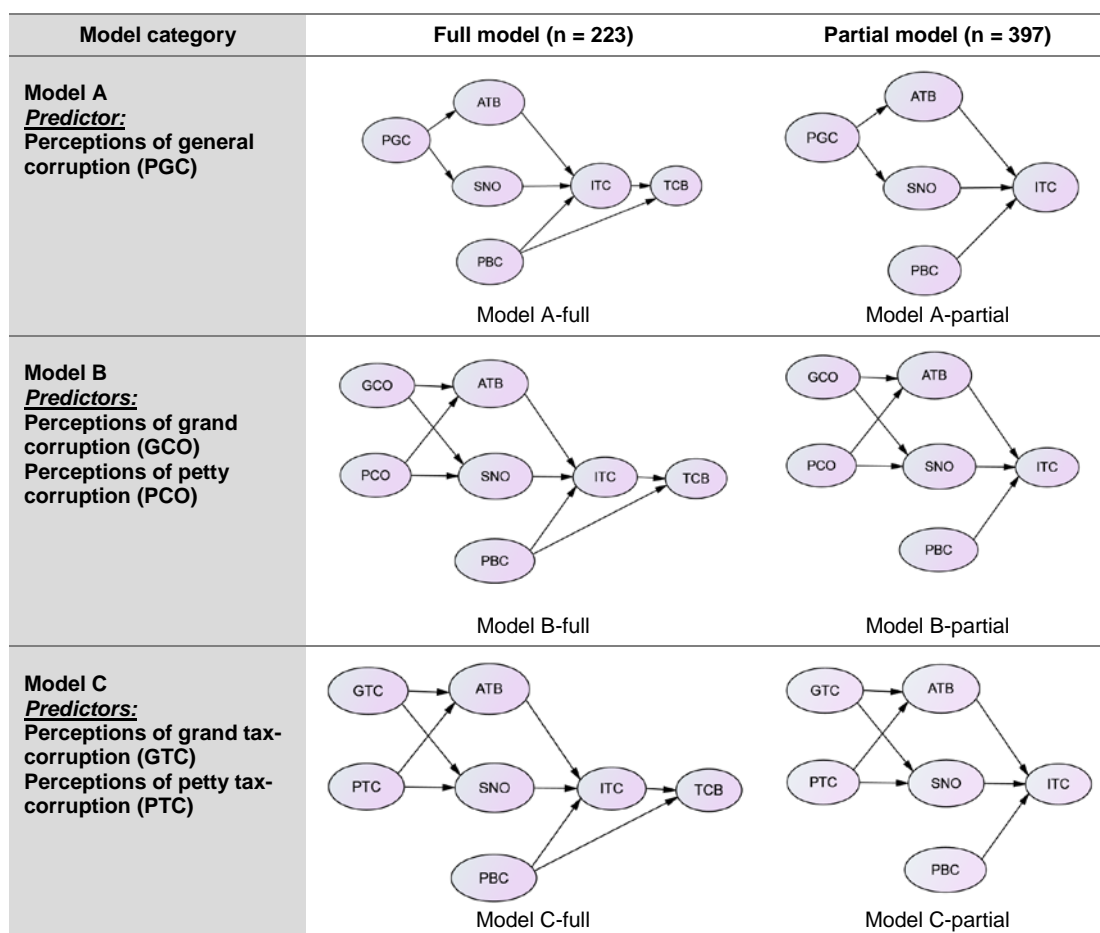 Model category
Full model (n = 223)
Partial model (n = 397)
Model A
Predictor:
Perceptions of general
corruption (PGC)
ATB
PGC
SNO
ITC
TCB
PBC
Model A-full
ATB
PGC
SNO
ITC
PBC
Model A-partial
Model B
Predictors:
Perceptions of grand
corruption (GCO)
Perceptions of petty
corruption (PCO)
GCO
ATB
PCO
SNO
ITC
TCB
PBC
Model B-full
GCO
ATB
PCO
SNO
ITC
PBC
Model B-partial
Model C
Predictors:
Perceptions of grand tax-
corruption (GTC)
Perceptions of petty tax-
corruption (PTC)
GTC
ATB
PTC
SNO
ITC
TCB
PBC
Model C-full
GTC
ATB
PTC
SNO
ITC
PBC
Model C-partial